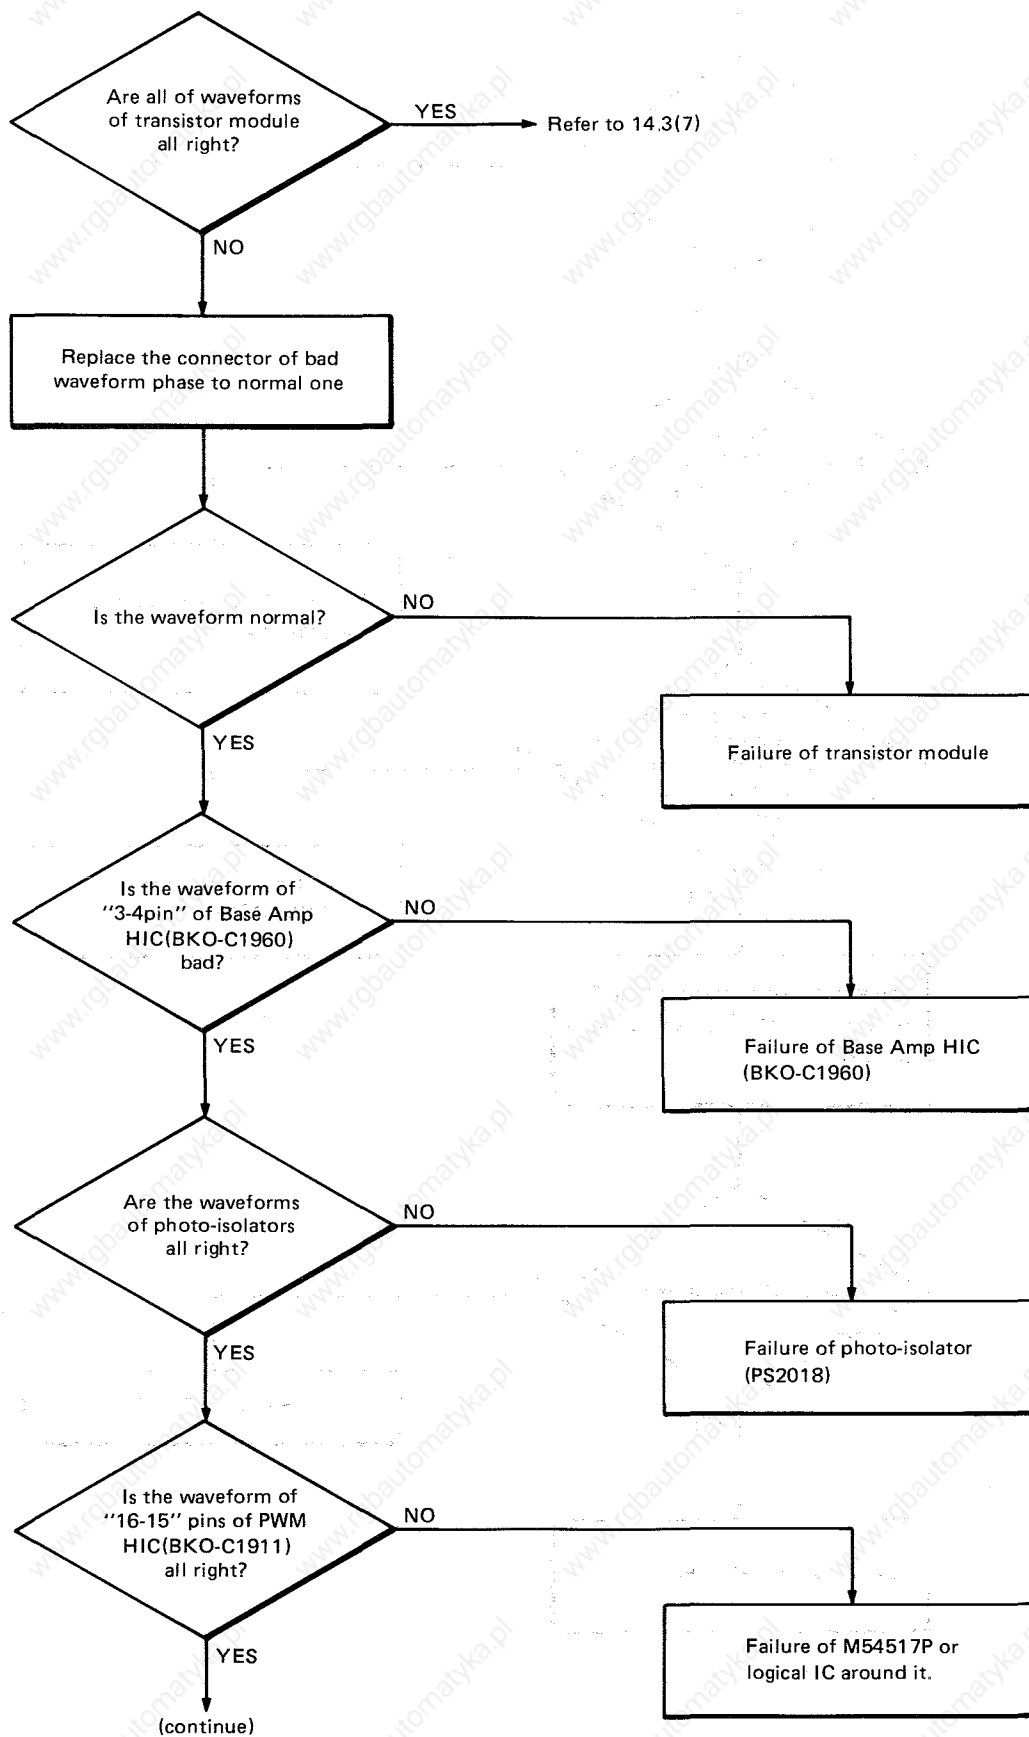 Are all of waveforms
of transistor module
all right?
YES
Refer to 14.3(7)
NO
Replace the connector of bad
waveform phase to normal one
Is the waveform normal?
NO
Failure of transistor module
YES
Is the waveform of
"3-4pin" of Base Amp
HIC(BKO-C1960)
bad?
NO
Failure of Base Amp HIC
(BKO-C1960)
YES
Are the waveforms
of photo-isolators
all right?
NO
Failure of photo-isolator
(PS2018)
YES
Is the waveform of
"16-15" pins of PWM
HIC(BKO-C1911)
all right?
NO
Failure of M54517P or
logical IC around it.
YES
(continue)
www.rgbautomatyka.pl